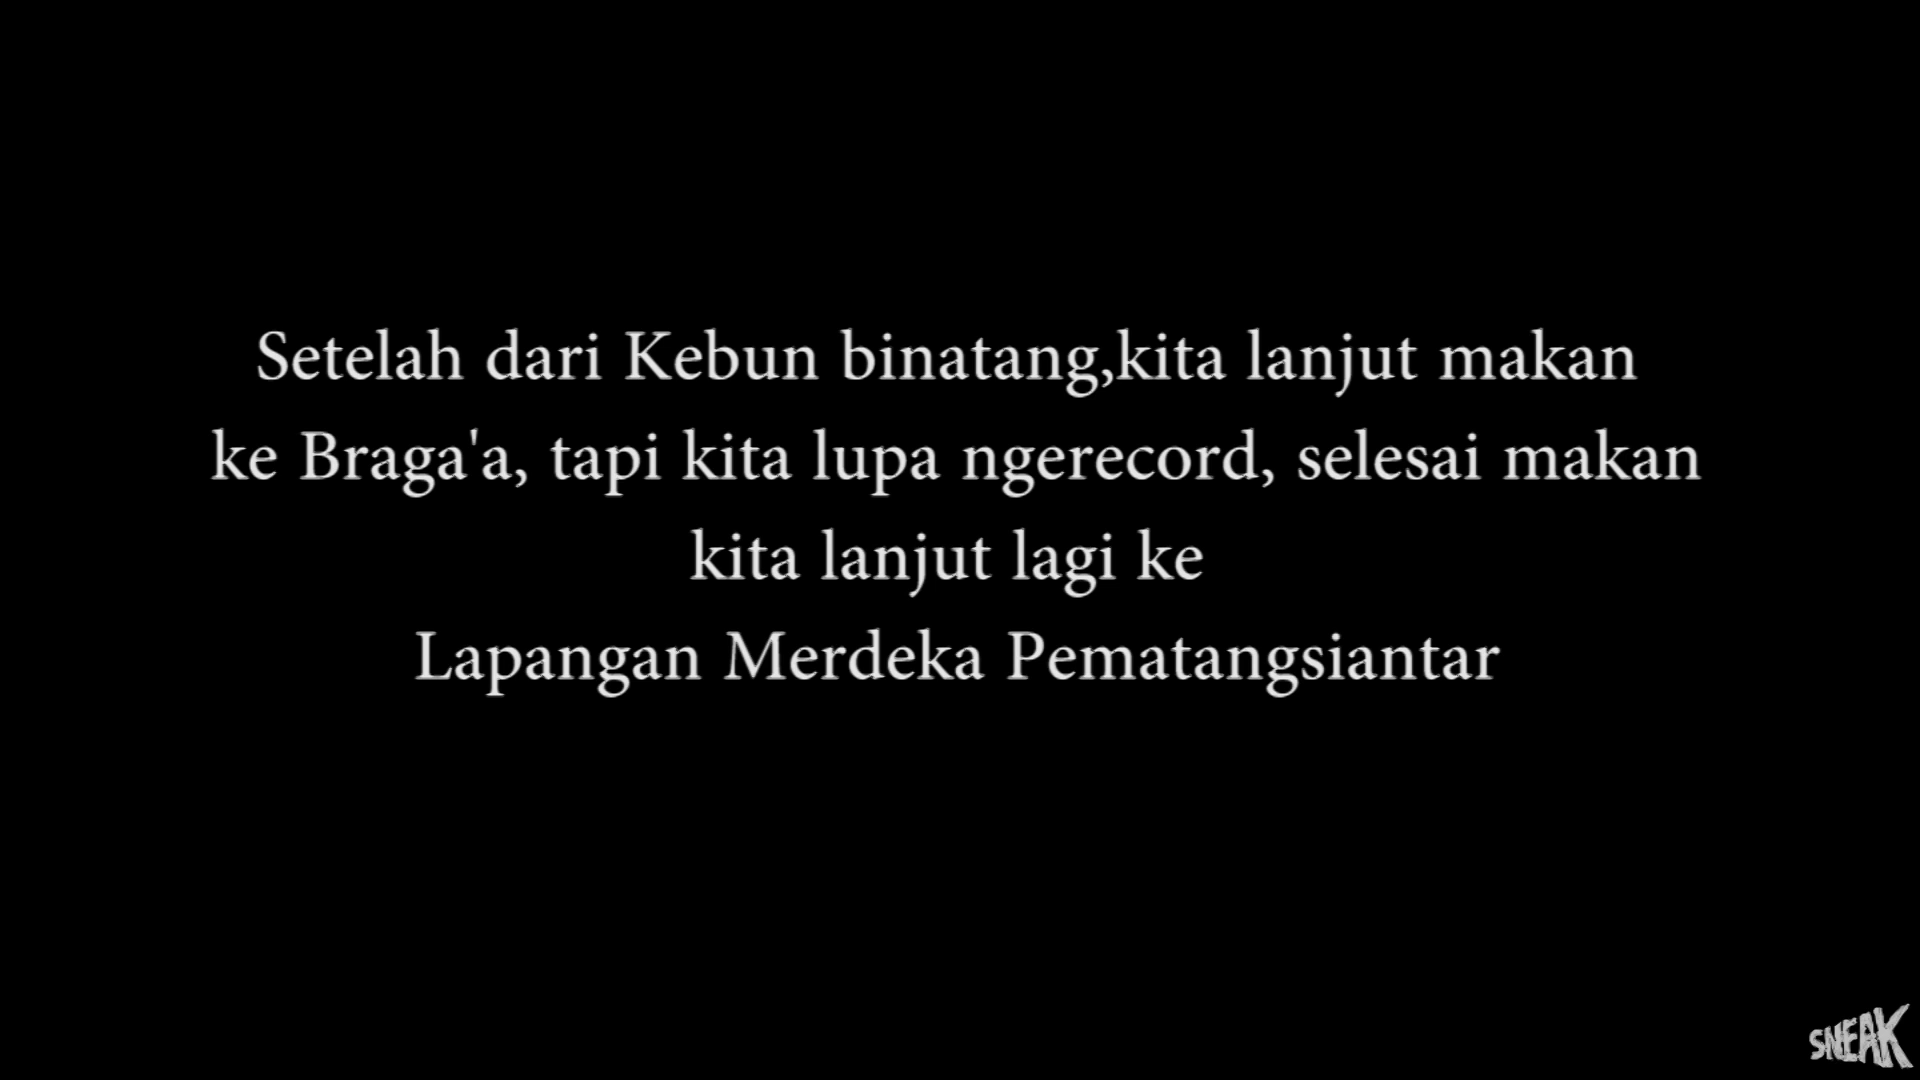 Setelah dari Kebun binatang,kita lanjut makan
ke Braga'a, tapi kita lupa ngerecord, selesai makan
kita lanjut lagi ke
Lapangan Merdeka Pematangsiantar
SNEAK